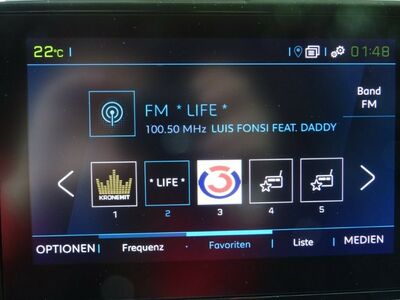 22°C
01:48
FM * LIFE *
100.50 MHz LUIS FONSI FEAT. DADDY
Band
FM
KRONEHIT
* LIFE *
3
1 2 3 4 5
OPTIONEN Frequenz Favoriten Liste MEDIEN